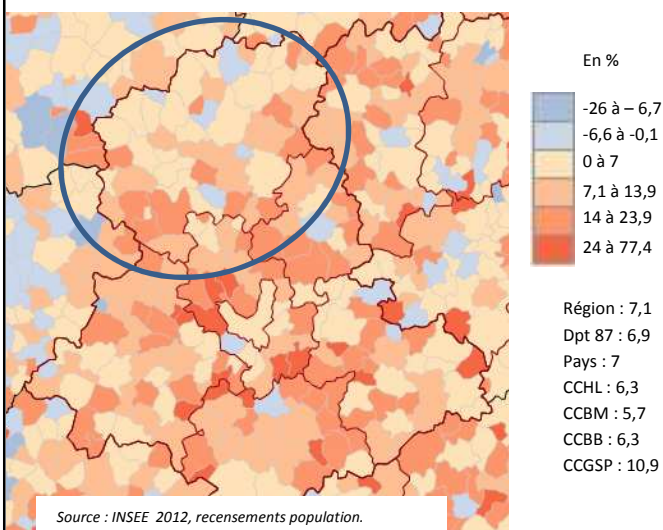 En %
-26 à – 6,7
-6,6 à -0,1
0 à 7
7,1 à 13,9
14 à 23,9
24 à 77,4
Région : 7,1
Dpt 87 : 6,9
Pays : 7
CCHL : 6,3
CCBM : 5,7
CCBB : 6,3
CCGSP : 10,9
Source : INSEE 2012, recensements population.